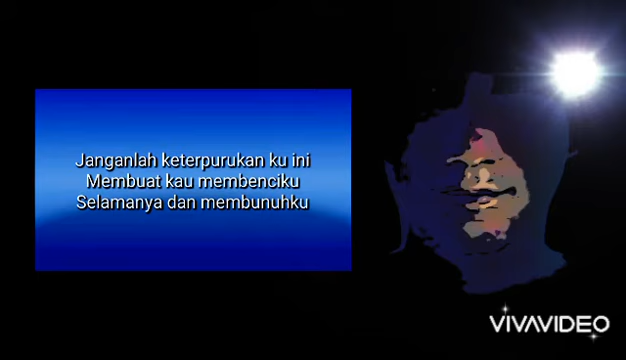 Janganlah keterpurukan ku ini
Membuat kau membenciku
Selamanya dan membunuhku
VIVAVIDEO